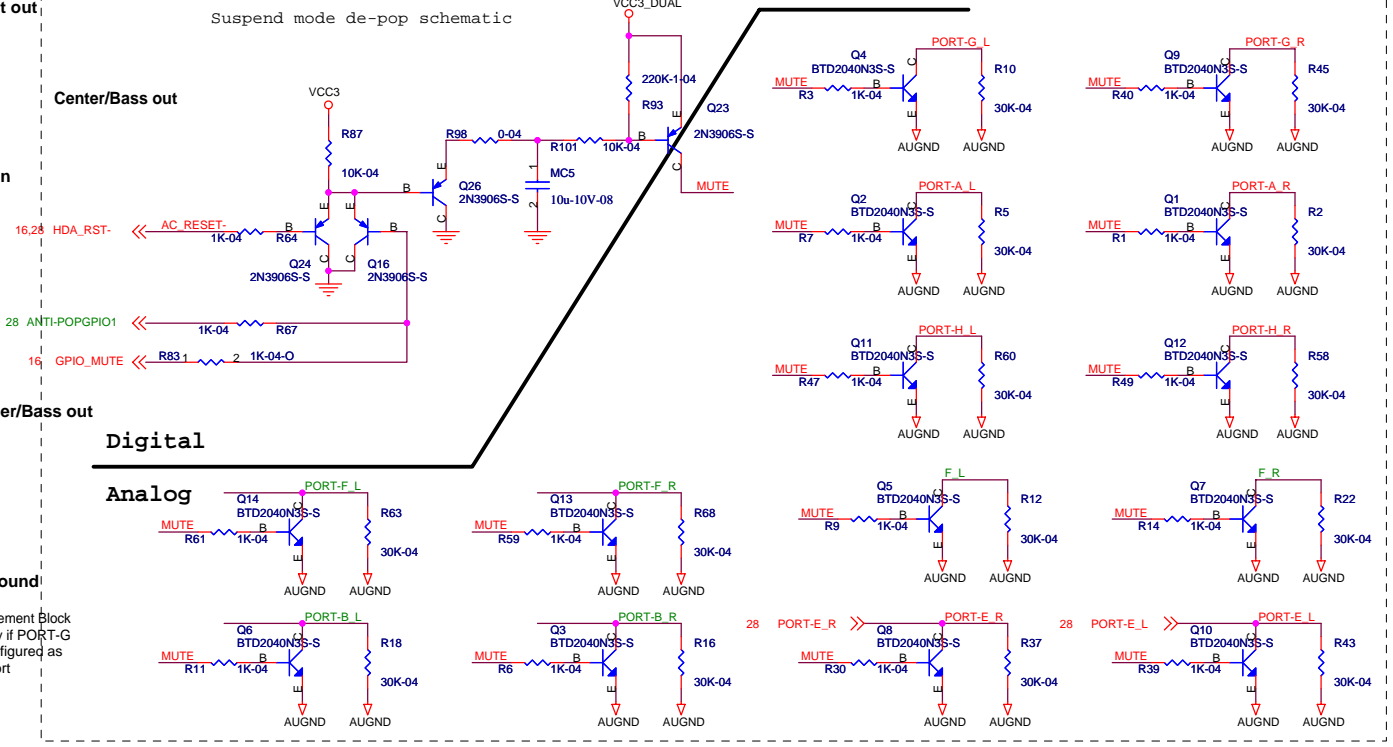 t out
Suspend mode de-pop schematic
VCC3_DUAL
Center/Bass out
VCC3
R87
10K-04
R98
0-04
R101
10K-04
220K-1-04
R93
Q23
2N3906S-S
B
E
C
MUTE
MC5
10u-10V-08
1
2
B
E
C
Q26
2N3906S-S
n
16,28 HDA_RST-
AC_RESET-
1K-04
R64
B
E
C
Q24
2N3906S-S
E
B
C
Q16
2N3906S-S
28 ANTI-POPGPIO1
1K-04
R67
16 GPIO_MUTE
R83
1
2
1K-04-O
er/Bass out
Digital
Analog
Q4
BTD2040N3S-S
PORT-G_L
MUTE
R3
1K-04
B
C
E
R10
30K-04
AUGND
AUGND
Q9
BTD2040N3S-S
PORT-G_R
MUTE
R40
1K-04
B
C
E
R45
30K-04
AUGND
AUGND
Q2
BTD2040N3S-S
PORT-A_L
MUTE
R7
1K-04
B
C
E
R5
30K-04
AUGND
AUGND
Q1
BTD2040N3S-S
PORT-A_R
MUTE
R1
1K-04
B
C
E
R2
30K-04
AUGND
AUGND
Q11
BTD2040N3S-S
PORT-H_L
MUTE
R47
1K-04
B
C
E
R60
30K-04
AUGND
AUGND
Q12
BTD2040N3S-S
PORT-H_R
MUTE
R49
1K-04
B
C
E
R58
30K-04
AUGND
AUGND
Q14
BTD2040N3S-S
PORT-F_L
MUTE
R61
1K-04
B
C
E
R63
30K-04
AUGND
AUGND
Q13
BTD2040N3S-S
PORT-F_R
MUTE
R59
1K-04
B
C
E
R68
30K-04
AUGND
AUGND
Q5
BTD2040N3S-S
F_L
MUTE
R9
1K-04
B
C
E
R12
30K-04
AUGND
AUGND
Q7
BTD2040N3S-S
F_R
MUTE
R14
1K-04
B
C
E
R22
30K-04
AUGND
AUGND
ound
ement Block
y if PORT-G
figured as
ort
Q6
BTD2040N3S-S
PORT-B_L
MUTE
R11
1K-04
B
C
E
R18
30K-04
AUGND
AUGND
Q3
BTD2040N3S-S
PORT-B_R
MUTE
R6
1K-04
B
C
E
R16
30K-04
AUGND
AUGND
28 PORT-E_R
Q8
BTD2040N3S-S
PORT-E_R
MUTE
R30
1K-04
B
C
E
R37
30K-04
AUGND
AUGND
28 PORT-E_L
Q10
BTD2040N3S-S
PORT-E_L
MUTE
R39
1K-04
B
C
E
R43
30K-04
AUGND
AUGND